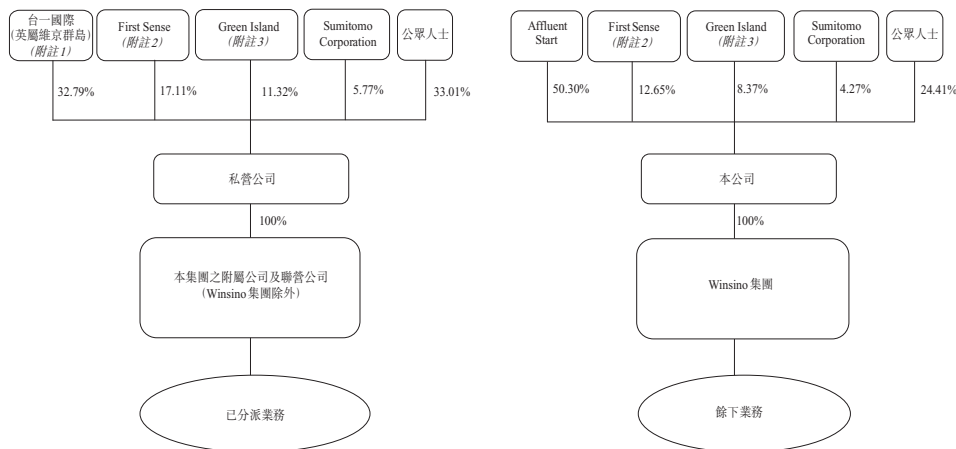 台一國際
(英屬維京群島)
(附註1)
First Sense
(附註2)
Green Island
(附註3)
Sumitomo
Corporation
公眾人士
32.79%
17.11%
11.32%
5.77%
33.01%
私營公司
100%
本集團之附屬公司及聯營公司
(Winsino集團除外)
已分派業務
Affluent
Start
First Sense
(附註2)
Green Island
(附註3)
Sumitomo
Corporation
公眾人士
50.30%
12.65%
8.37%
4.27%
24.41%
本公司
100%
Winsino集團
餘下業務